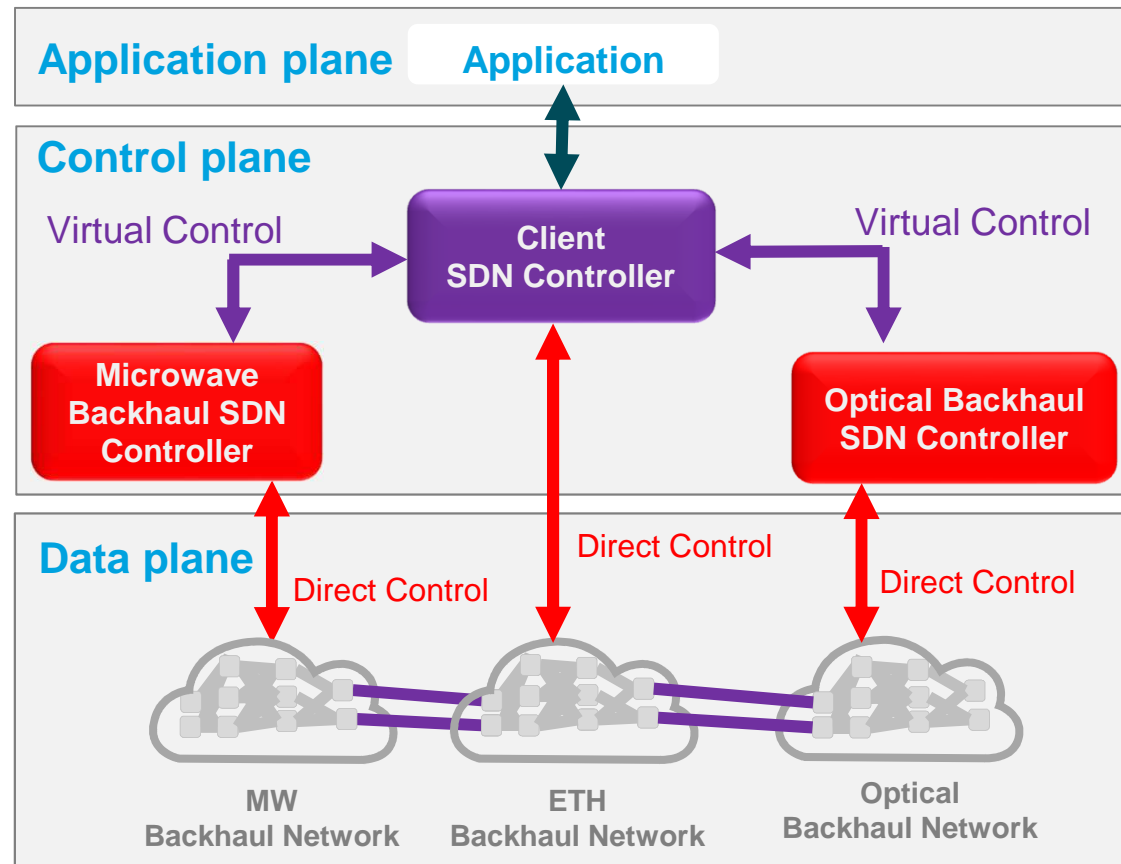 Application plane
Application
Control plane
Virtual Control
Client
SDN Controller
Virtual Control
Microwave
Backhaul SDN
Controller
Optical Backhaul
SDN Controller
Data plane
Direct Control
Direct Control
Direct Control
MW
Backhaul Network
ETH
Backhaul Network
Optical
Backhaul Network